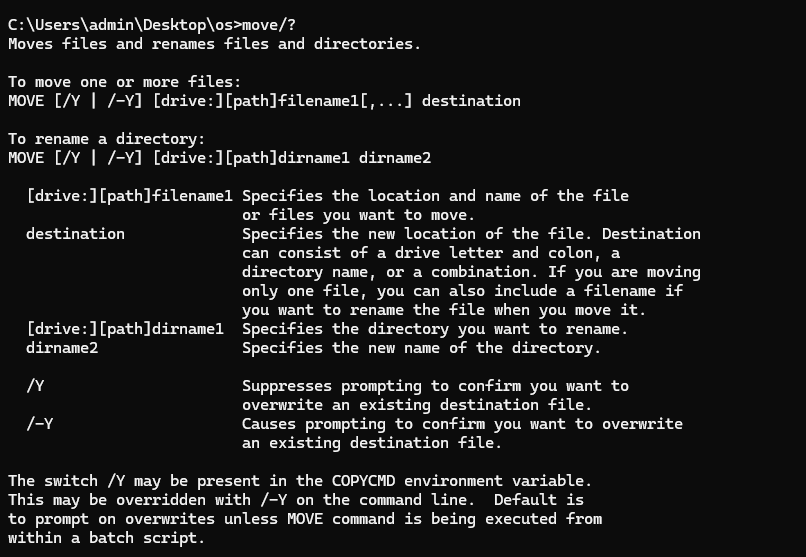 C:\Users\admin\Desktop\os>move/?
Moves files and renames files and directories.

To move one or more files:
MOVE [/Y | /-Y] [drive:][path]filename1[,...] destination

To rename a directory:
MOVE [/Y | /-Y] [drive:][path]dirname1 dirname2

  [drive:][path]filename1 Specifies the location and name of the file
                          or files you want to move.
  destination             Specifies the new location of the file. Destination
                          can consist of a drive letter and colon, a
                          directory name, or a combination. If you are moving
                          only one file, you can also include a filename if
                          you want to rename the file when you move it.
  [drive:][path]dirname1  Specifies the directory you want to rename.
  dirname2                Specifies the new name of the directory.

  /Y                      Suppresses prompting to confirm you want to
                          overwrite an existing destination file.
  /-Y                     Causes prompting to confirm you want to overwrite
                          an existing destination file.

The switch /Y may be present in the COPYCMD environment variable.
This may be overridden with /-Y on the command line.  Default is
to prompt on overwrites unless MOVE command is being executed from
within a batch script.